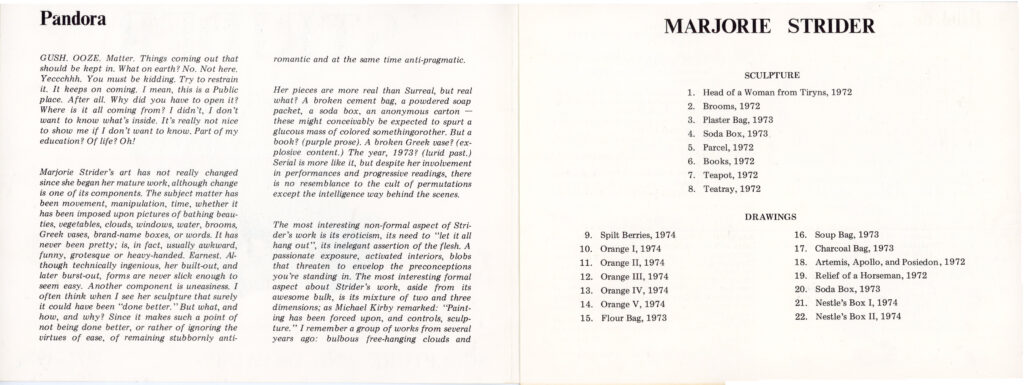 Pandora
GUSH. OOZE, Matter. Things coming out that
should be kept in. What on earth? No. Not here.
Yeccchhh. You must be kidding. Try to restrain
it. It keeps on coming. I mean, this is a Public
place. After all. Why did you have to open it?
Where is it all coming from? I didn't, I don't
want to know what's inside. It's really not nice
to show me if I don't want to know. Part of my
education? Of life? Oh!
Marjorie Strider's art has not really changed
since she began her mature work, although change
is one of its components. The subject matter has
been movement, manipulation, time, whether it
has been imposed upon pictures of bathing beau-
ties, vegetables, clouds, windows, water, brooms,
Greek vases, brand-name boxes, or words. It has
never been pretty; is, in fact, usually awkward,
funny, grotesque or heavy-handed. Earnest. Al-
though technically ingenious, her built-out, and
later burst-out, forms are never slick enough to
seem easy. Another component is uneasiness. I
often think when I see her sculpture that surely
it could have been "done better." But what, and
how, and why? Since it makes such a point of
not being done better, or rather of ignoring the
virtues of ease, of remaining stubbornly anti-
romantic and at the same time anti-pragmatic.
Her pieces are more real than Surreal, but real
what? A broken cement bag, a powdered soap
packet, a soda box, an anonymous carton —
these might conceivably be expected to spurt a
glucous mass of colored somethingorother. But a
book? (purple prose). A broken Greek vase? (ex-
plosive content.) The year, 1973? (lurid past.)
Serial is more like it, but despite her involvement
in performances and progressive readings, there
is no resemblance to the cult of permutations
except the intelligence way behind the scenes.
The most interesting non-formal aspect of Stri-
der's work is its eroticism, its need to "let it all
hang out", its inelegant assertion of the flesh. A
passionate exposure, activated interiors, blobs
that threaten to envelop the preconceptions
you're standing in. The most interesting formal
aspect about Strider's work, aside from its
awesome bulk, is its mixture of two and three
dimensions; as Michael Kirby remarked: "Paint-
ing has been forced upon, and controls, sculp-
ture." I remember a group of works from several
years ago: bulbous free-hanging clouds and
MARJORIE STRIDER
SCULPTURE
1. Head of a Woman from Tiryns, 1972
2. Brooms, 1972
3. Plaster Bag, 1973
4. Soda Box, 1973
5. Parcel, 1972
6. Books, 1972
7. Teapot, 1972
8. Teatray, 1972
DRAWINGS
9. Spilt Berries, 1974
10. Orange I, 1974
11. Orange II, 1974
12. Orange III, 1974
13. Orange IV, 1974
14. Orange V, 1974
15. Flour Bag, 1973
16. Soup Bag, 1973
17. Charcoal Bag, 1973
18. Artemis, Apollo, and Posiedon, 1972
19. Relief of a Horseman, 1972
20. Soda Box, 1973
21. Nestle's Box I, 1974
22. Nestle's Box II, 1974